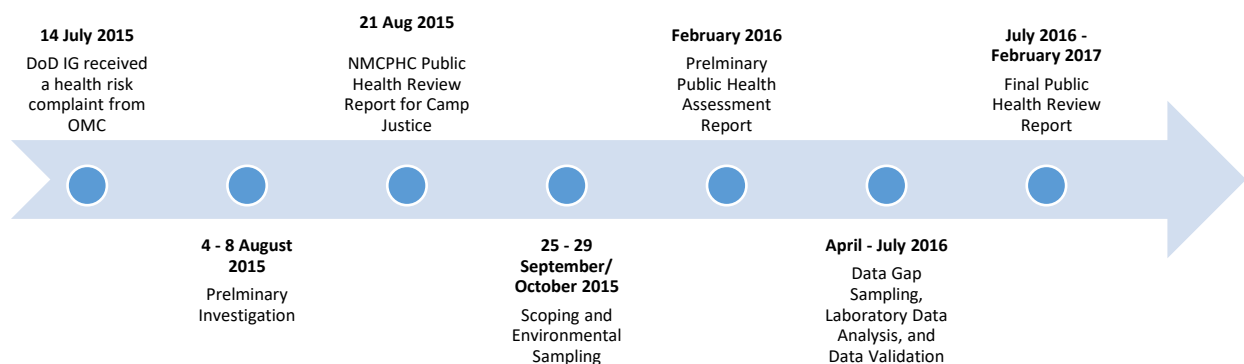 14 July 2015
DoD IG received
a health risk
complaint from
OMC
4 - 8 August
2015
Prelminary
Investigation
21 Aug 2015
NMCPHC Public
Health Review
Report for Camp
Justice
25 - 29
September/
October 2015
Scoping and
Environmental
Sampling
February 2016
Prelminary
Public Health
Assessment
Report
April - July 2016
Data Gap
Sampling,
Laboratory Data
Analysis, and
Data Validation
July 2016 -
February 2017
Final Public
Health Review
Report